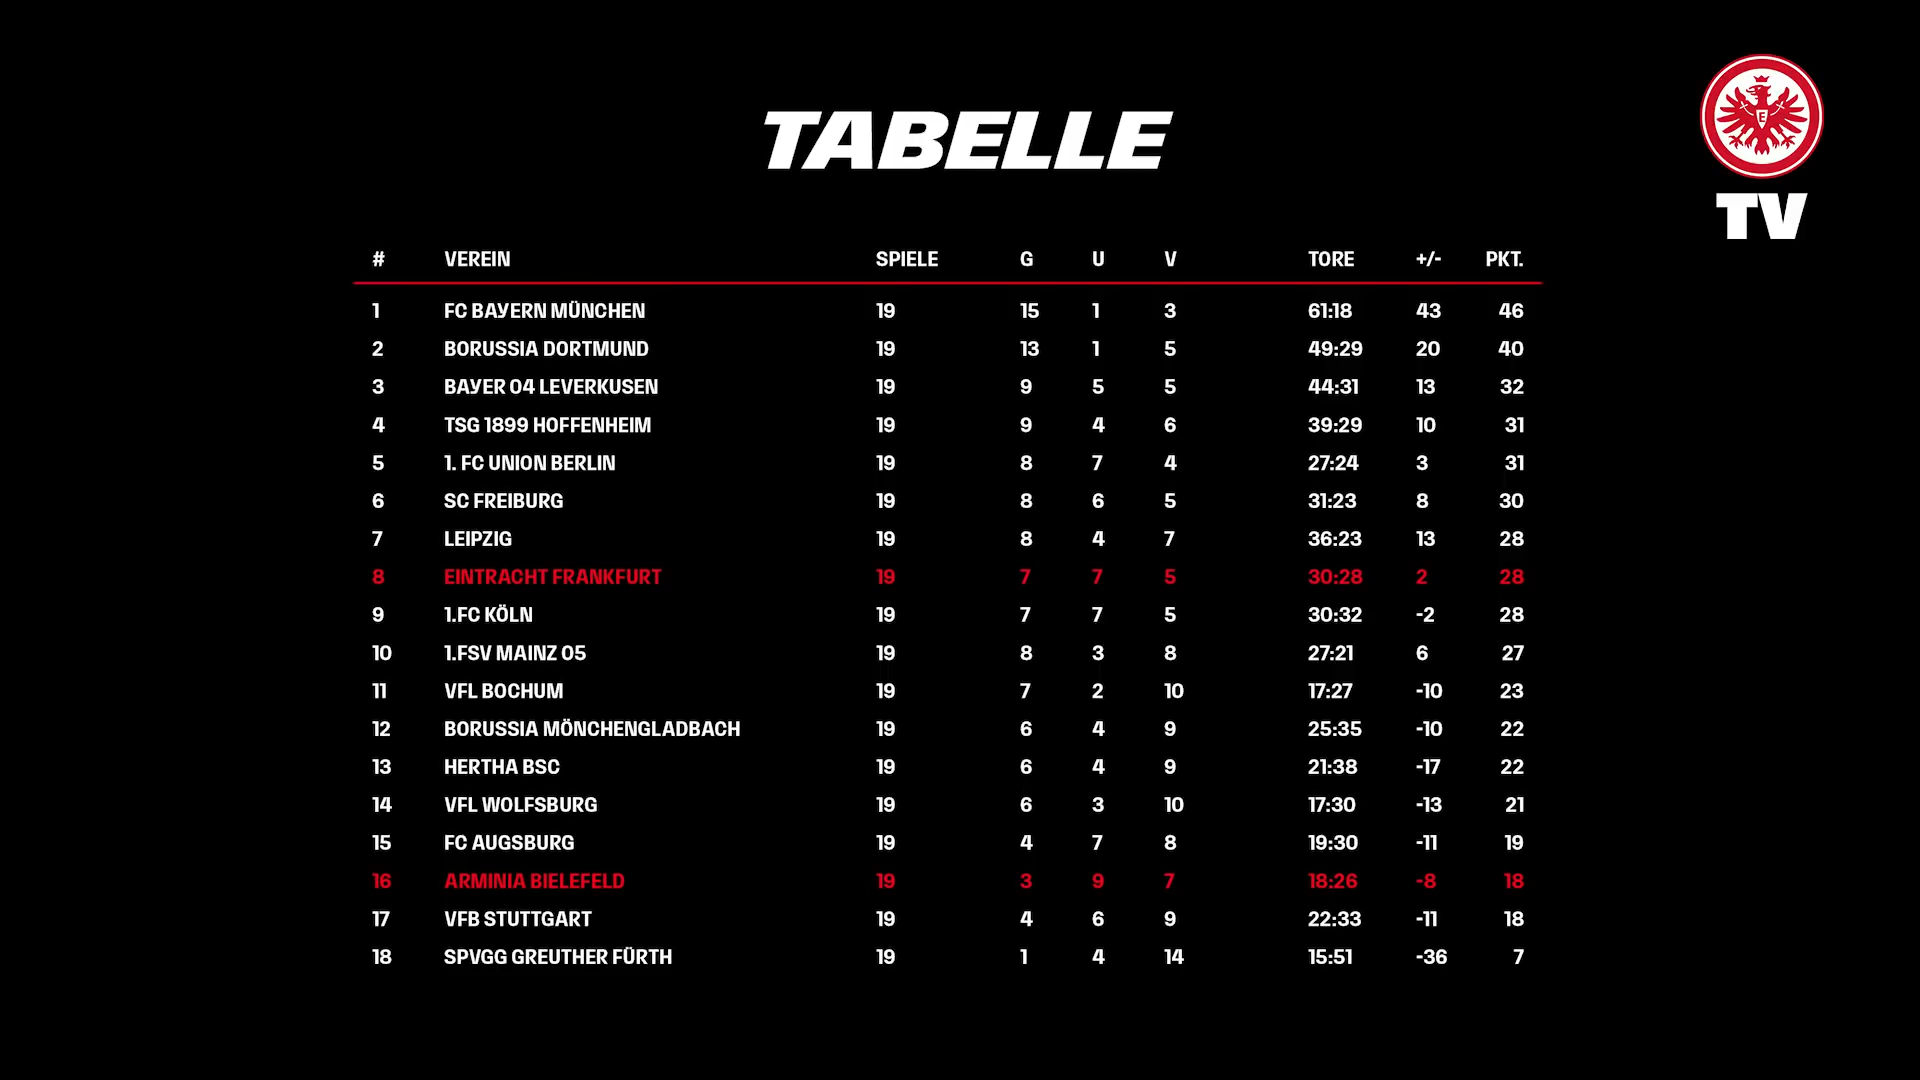 TABELLE
TV
# VEREIN SPIELE G U V TORE +/- PKT.
1 FC BAYERN MÜNCHEN 19 15 1 3 61:18 43 46
2 BORUSSIA DORTMUND 19 13 1 5 49:29 20 40
3 BAYER 04 LEVERKUSEN 19 9 5 5 44:31 13 32
4 TSG 1899 HOFFENHEIM 19 9 4 6 39:29 10 31
5 1. FC UNION BERLIN 19 8 7 4 27:24 3 31
6 SC FREIBURG 19 8 6 5 31:23 8 30
7 LEIPZIG 19 8 4 7 36:23 13 28
8 EINTRACHT FRANKFURT 19 7 7 5 30:28 2 28
9 1.FC KÖLN 19 7 7 5 30:32 -2 28
10 1.FSV MAINZ 05 19 8 3 8 27:21 6 27
11 VFL BOCHUM 19 7 2 10 17:27 -10 23
12 BORUSSIA MÖNCHENGLADBACH 19 6 4 9 25:35 -10 22
13 HERTHA BSC 19 6 4 9 21:38 -17 22
14 VFL WOLFSBURG 19 6 3 10 17:30 -13 21
15 FC AUGSBURG 19 4 7 8 19:30 -11 19
16 ARMINIA BIELEFELD 19 3 9 7 18:26 -8 18
17 VFB STUTTGART 19 4 6 9 22:33 -11 18
18 SPVGG GREUTHER FÜRTH 19 1 4 14 15:51 -36 7